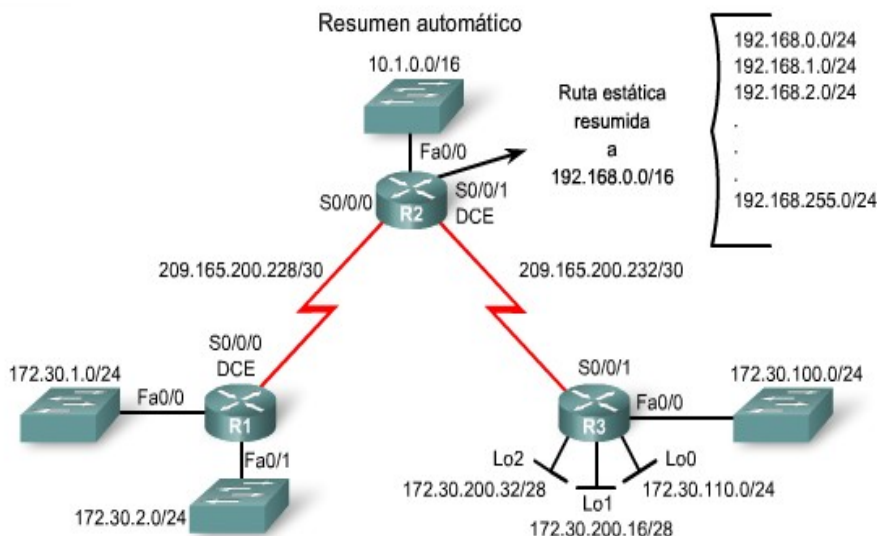 Resumen automático
10.1.0.0/16
Fa0/0
S0/0/0
R2
S0/0/1
DCE
Ruta estática
resumida
a
192.168.0.0/16
192.168.0.0/24
192.168.1.0/24
192.168.2.0/24
.
.
.
192.168.255.0/24
209.165.200.228/30
209.165.200.232/30
S0/0/0
DCE
172.30.1.0/24
Fa0/0
R1
Fa0/1
172.30.2.0/24
S0/0/1
172.30.100.0/24
Fa0/0
R3
Lo2
Lo0
172.30.200.32/28
Lo1
172.30.110.0/24
172.30.200.16/28